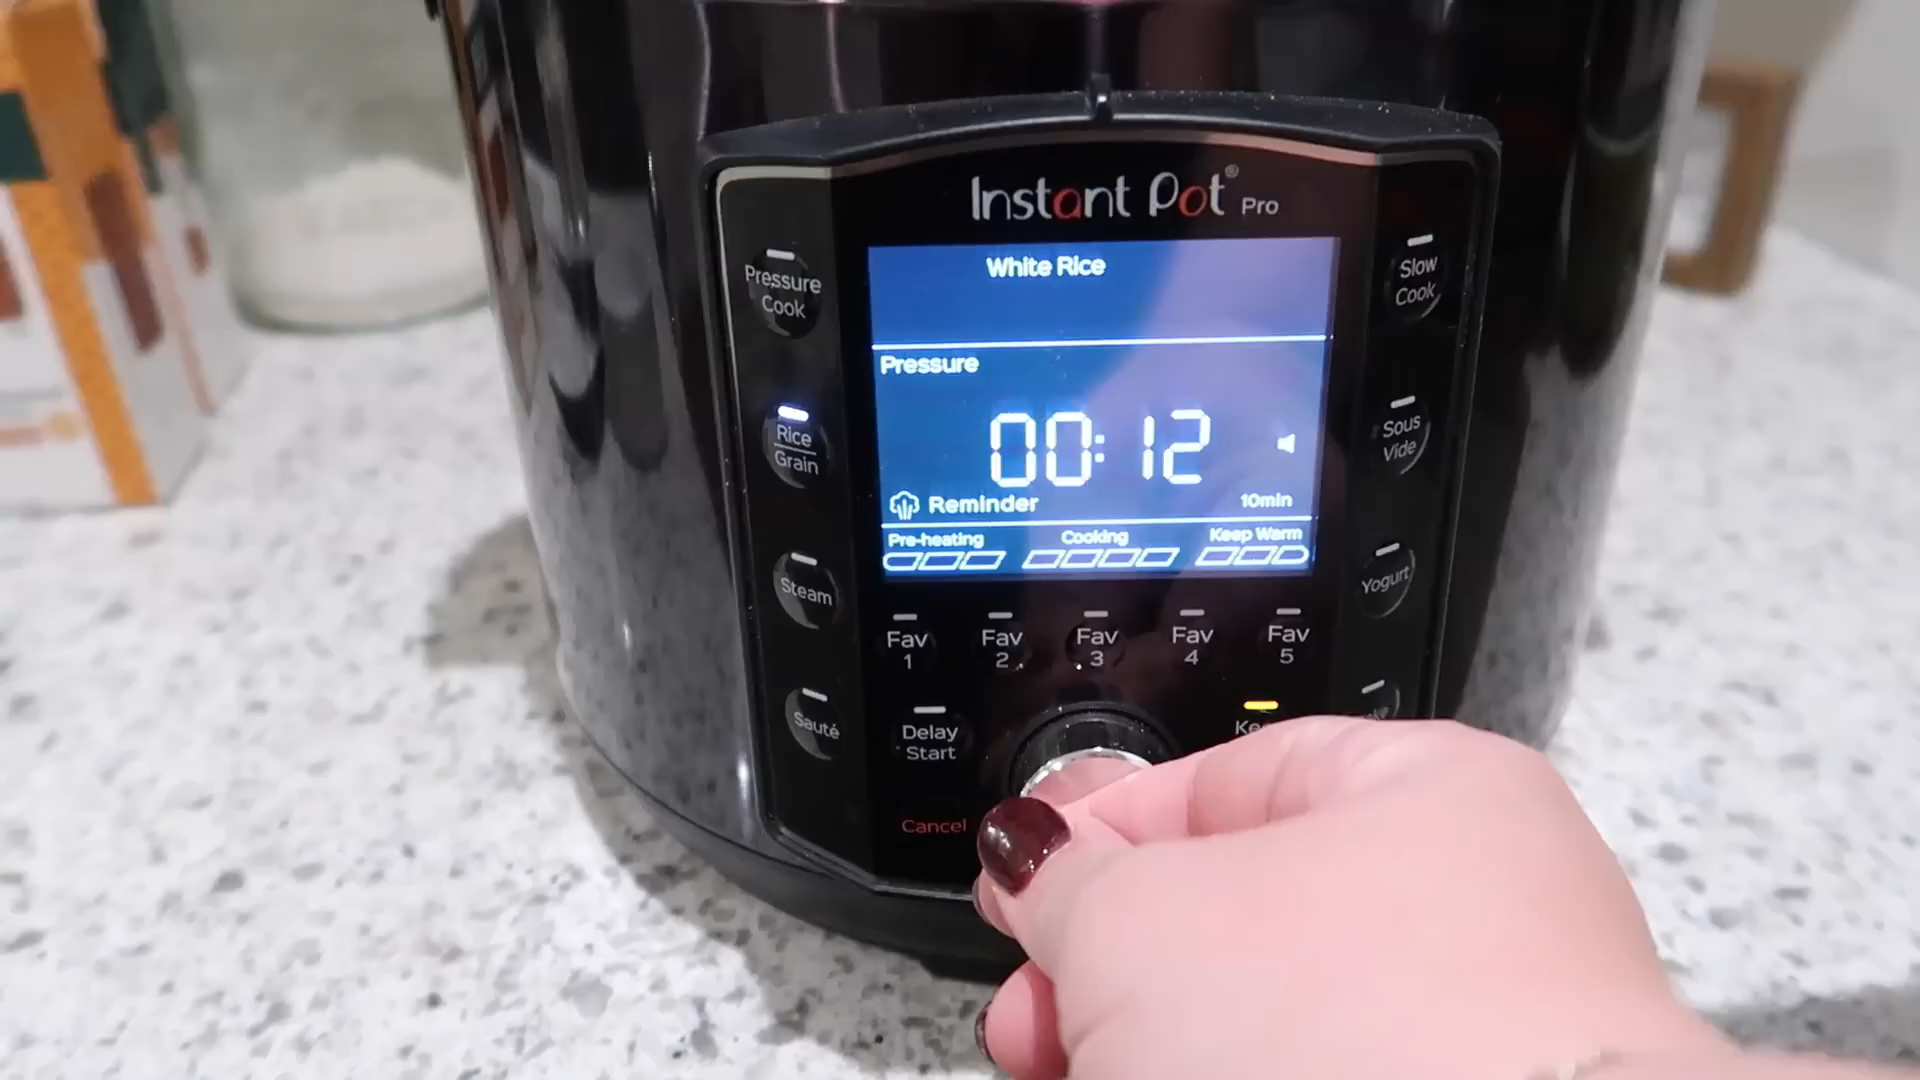 Instant Pot® Pro
White Rice
Pressure
00:12
Reminder 10min
Pre-heating Cooking Keep Warm
Pressure
Cook
Rice
Grain
Steam
Sauté
Slow
Cook
Sous
Vide
Yogurt
Fav
1
Fav
2
Fav
3
Fav
4
Fav
5
Delay
Start
Cancel